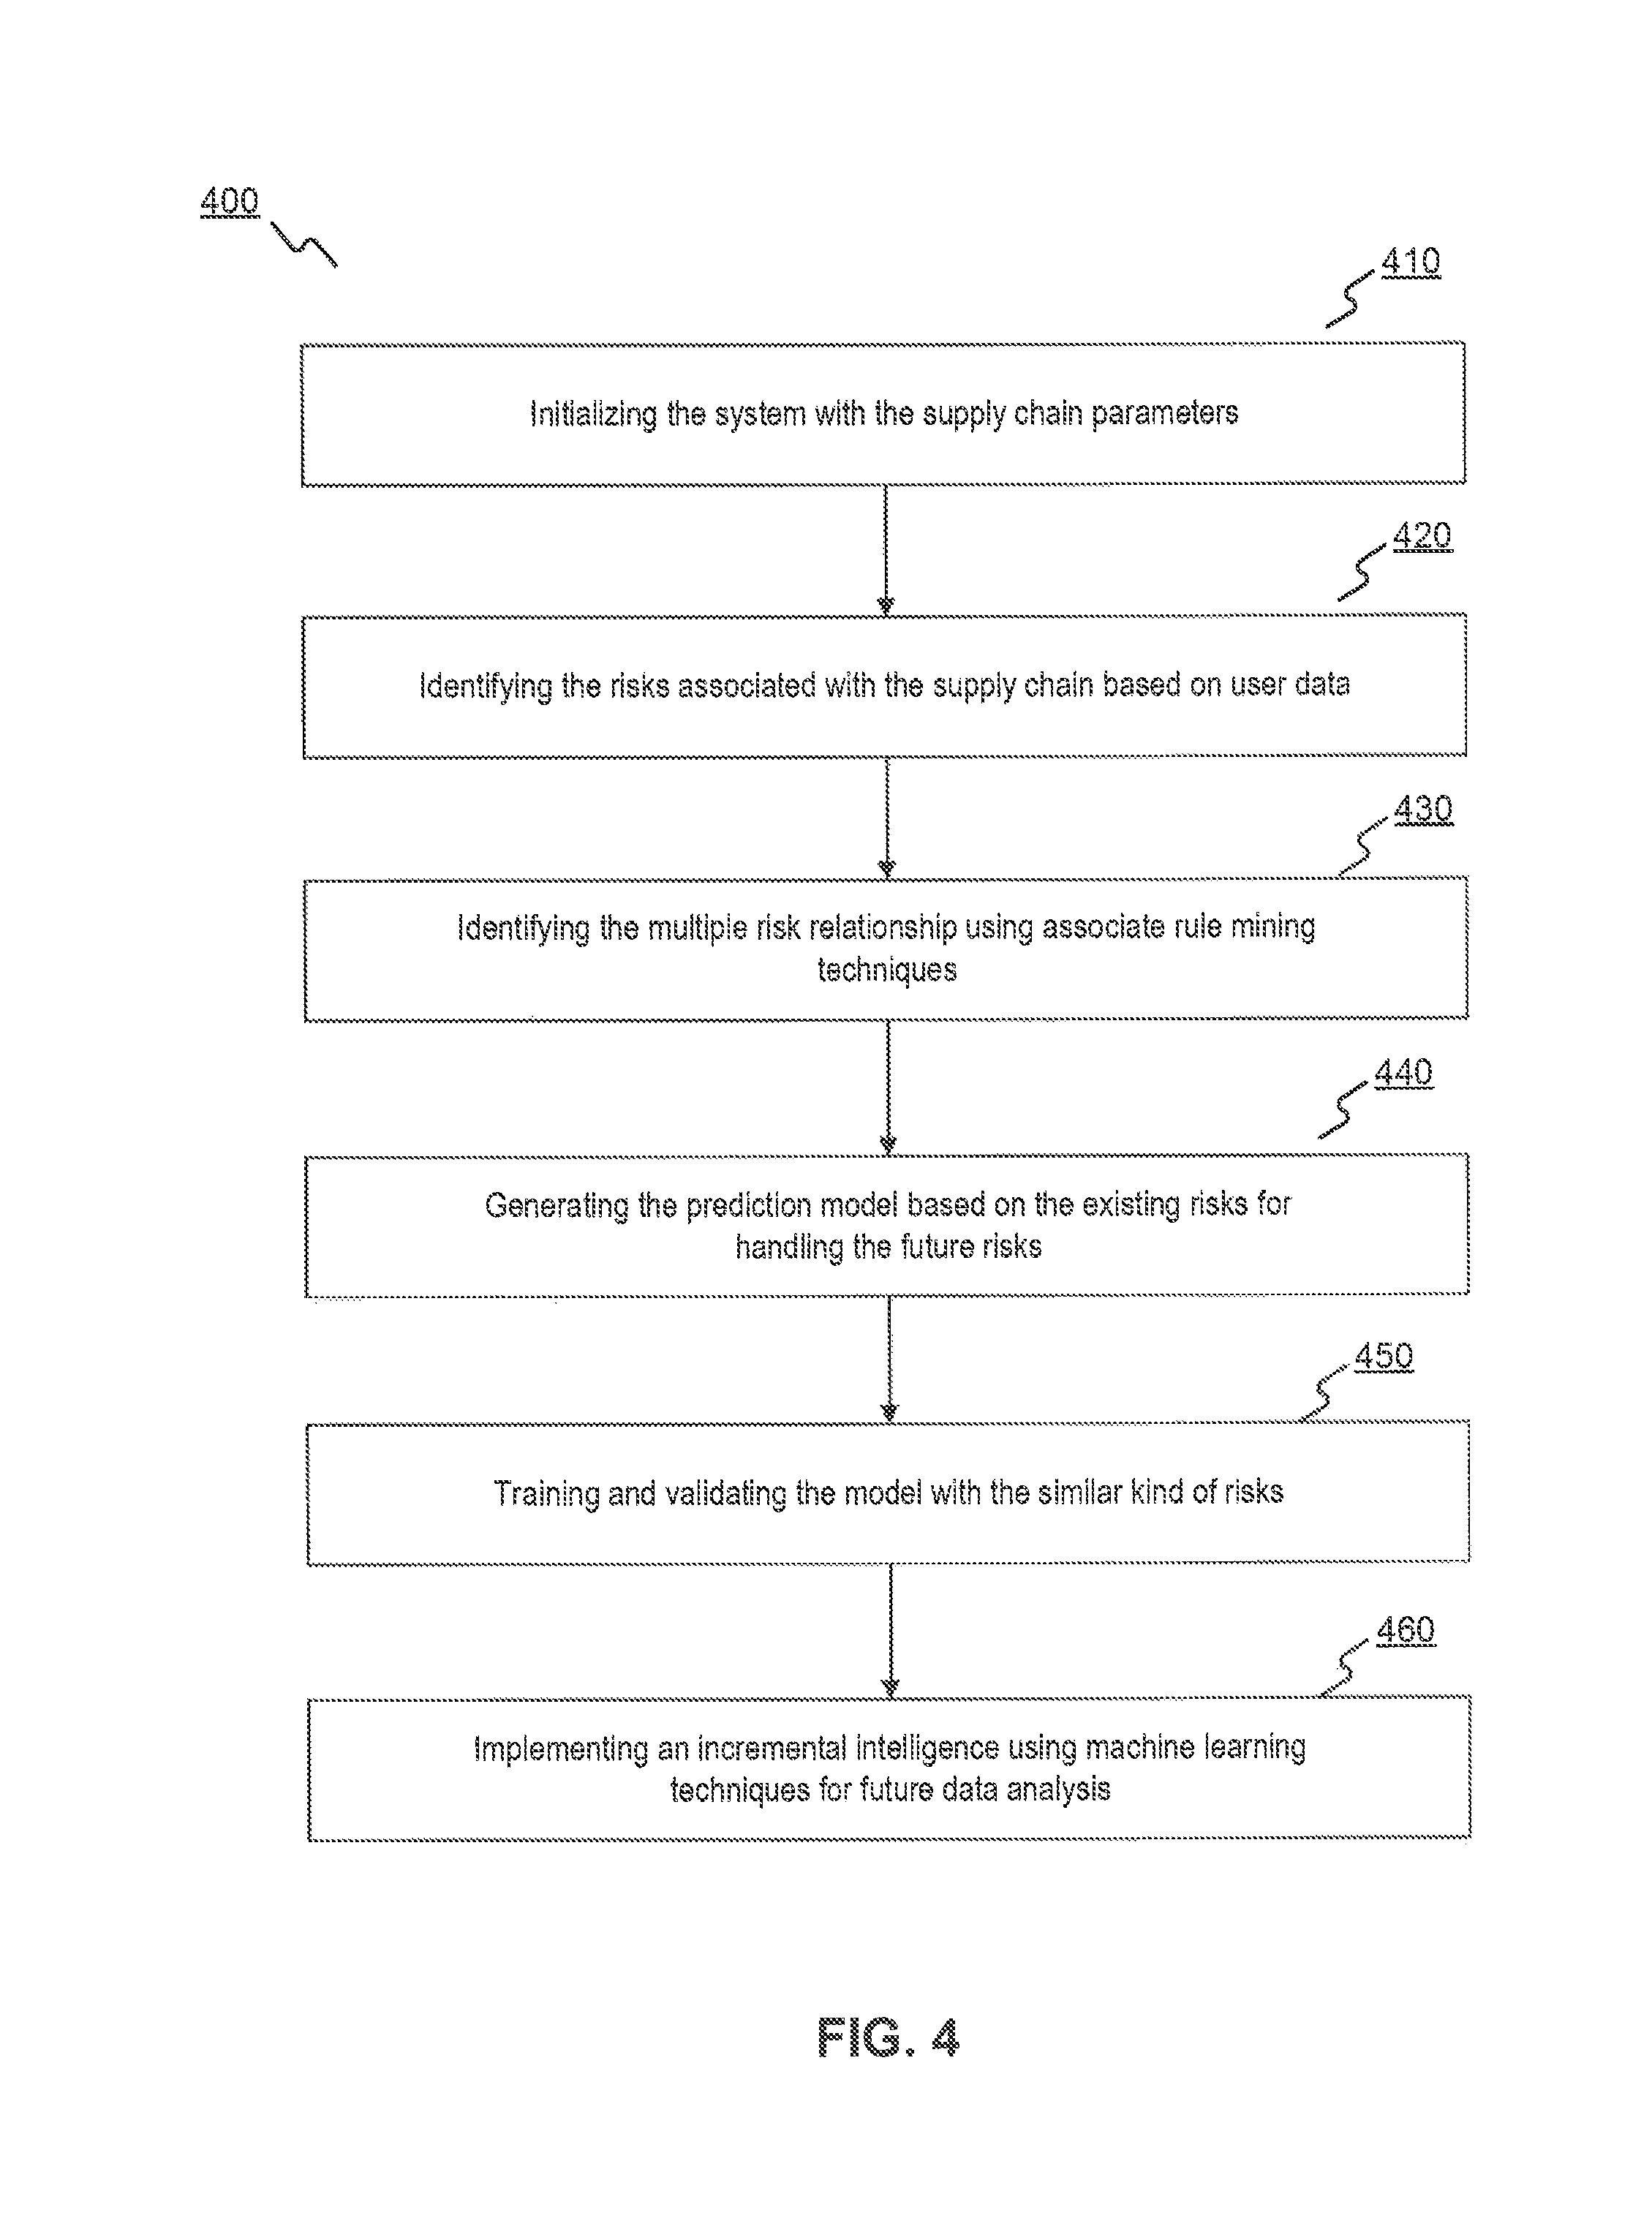 400
410
Initializing the system with the supply chain parameters
420
Identifying the risks associated with the supply chain based on user data
430
Identifying the multiple risk relationship using associate rule mining
techniques
440
Generating the prediction model based on the existing risks for
handling the future risks
450
Training and validating the model with the similar kind of risks
460
Implementing an incremental intelligence using machine learning
techniques for future data analysis
FIG. 4